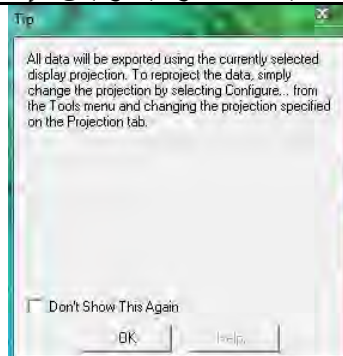 Tip
All data will be exported using the currently selected
display projection. To reproject the data, simply
change the projection by selecting Configure... from
the Tools menu and changing the projection specified
on the Projection tab.
Don't Show This Again
OK Help